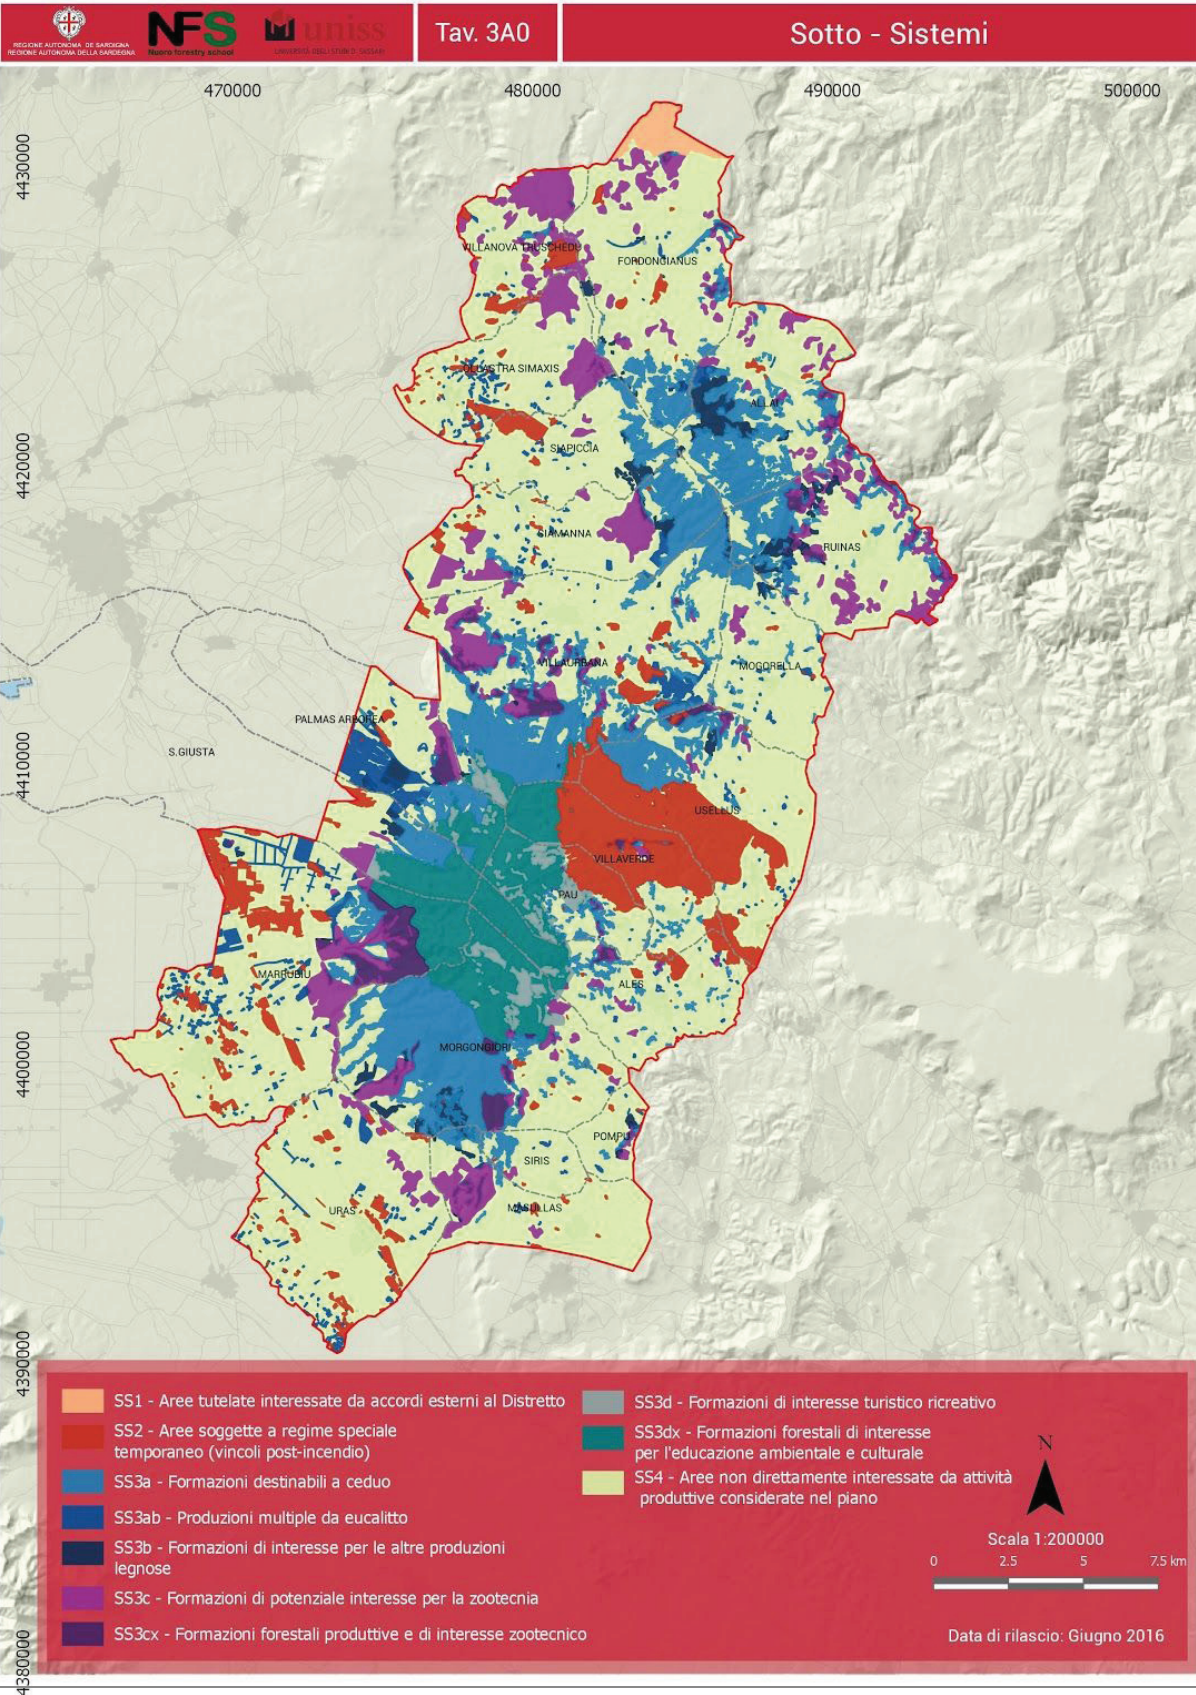 REGIONE AUTONOMA DE SARDIGNA
REGIONE AUTONOMA DELLA SARDEGNA
NFS
Nuoro forestry school
uniss
UNIVERSITÀ DEGLI STUDI DI SASSARI
Tav. 3A0
Sotto - Sistemi
470000
480000
490000
500000
4430000
4420000
4410000
4400000
4390000
4380000
VILLANOVA TRUSCHEDU
FORDONGIANUS
OLLASTRA SIMAXIS
ALLAI
SIAPICCIA
SIAMANNA
RUINAS
VILLAURBANA
MOGORELLA
PALMAS ARBOREA
S.GIUSTA
USELLUS
VILLAVERDE
PAU
MARRUBIU
ALES
MORGONGIORI
POMPU
SIRIS
URAS
MASULLAS
SS1 - Aree tutelate interessate da accordi esterni al Distretto
SS2 - Aree soggette a regime speciale
temporaneo (vincoli post-incendio)
SS3a - Formazioni destinabili a ceduo
SS3ab - Produzioni multiple da eucalitto
SS3b - Formazioni di interesse per le altre produzioni
legnose
SS3c - Formazioni di potenziale interesse per la zootecnia
SS3cx - Formazioni forestali produttive e di interesse zootecnico
SS3d - Formazioni di interesse turistico ricreativo
SS3dx - Formazioni forestali di interesse
per l'educazione ambientale e culturale
SS4 - Aree non direttamente interessate da attività
produttive considerate nel piano
N
Scala 1:200000
0 2.5 5 7.5 km
Data di rilascio: Giugno 2016